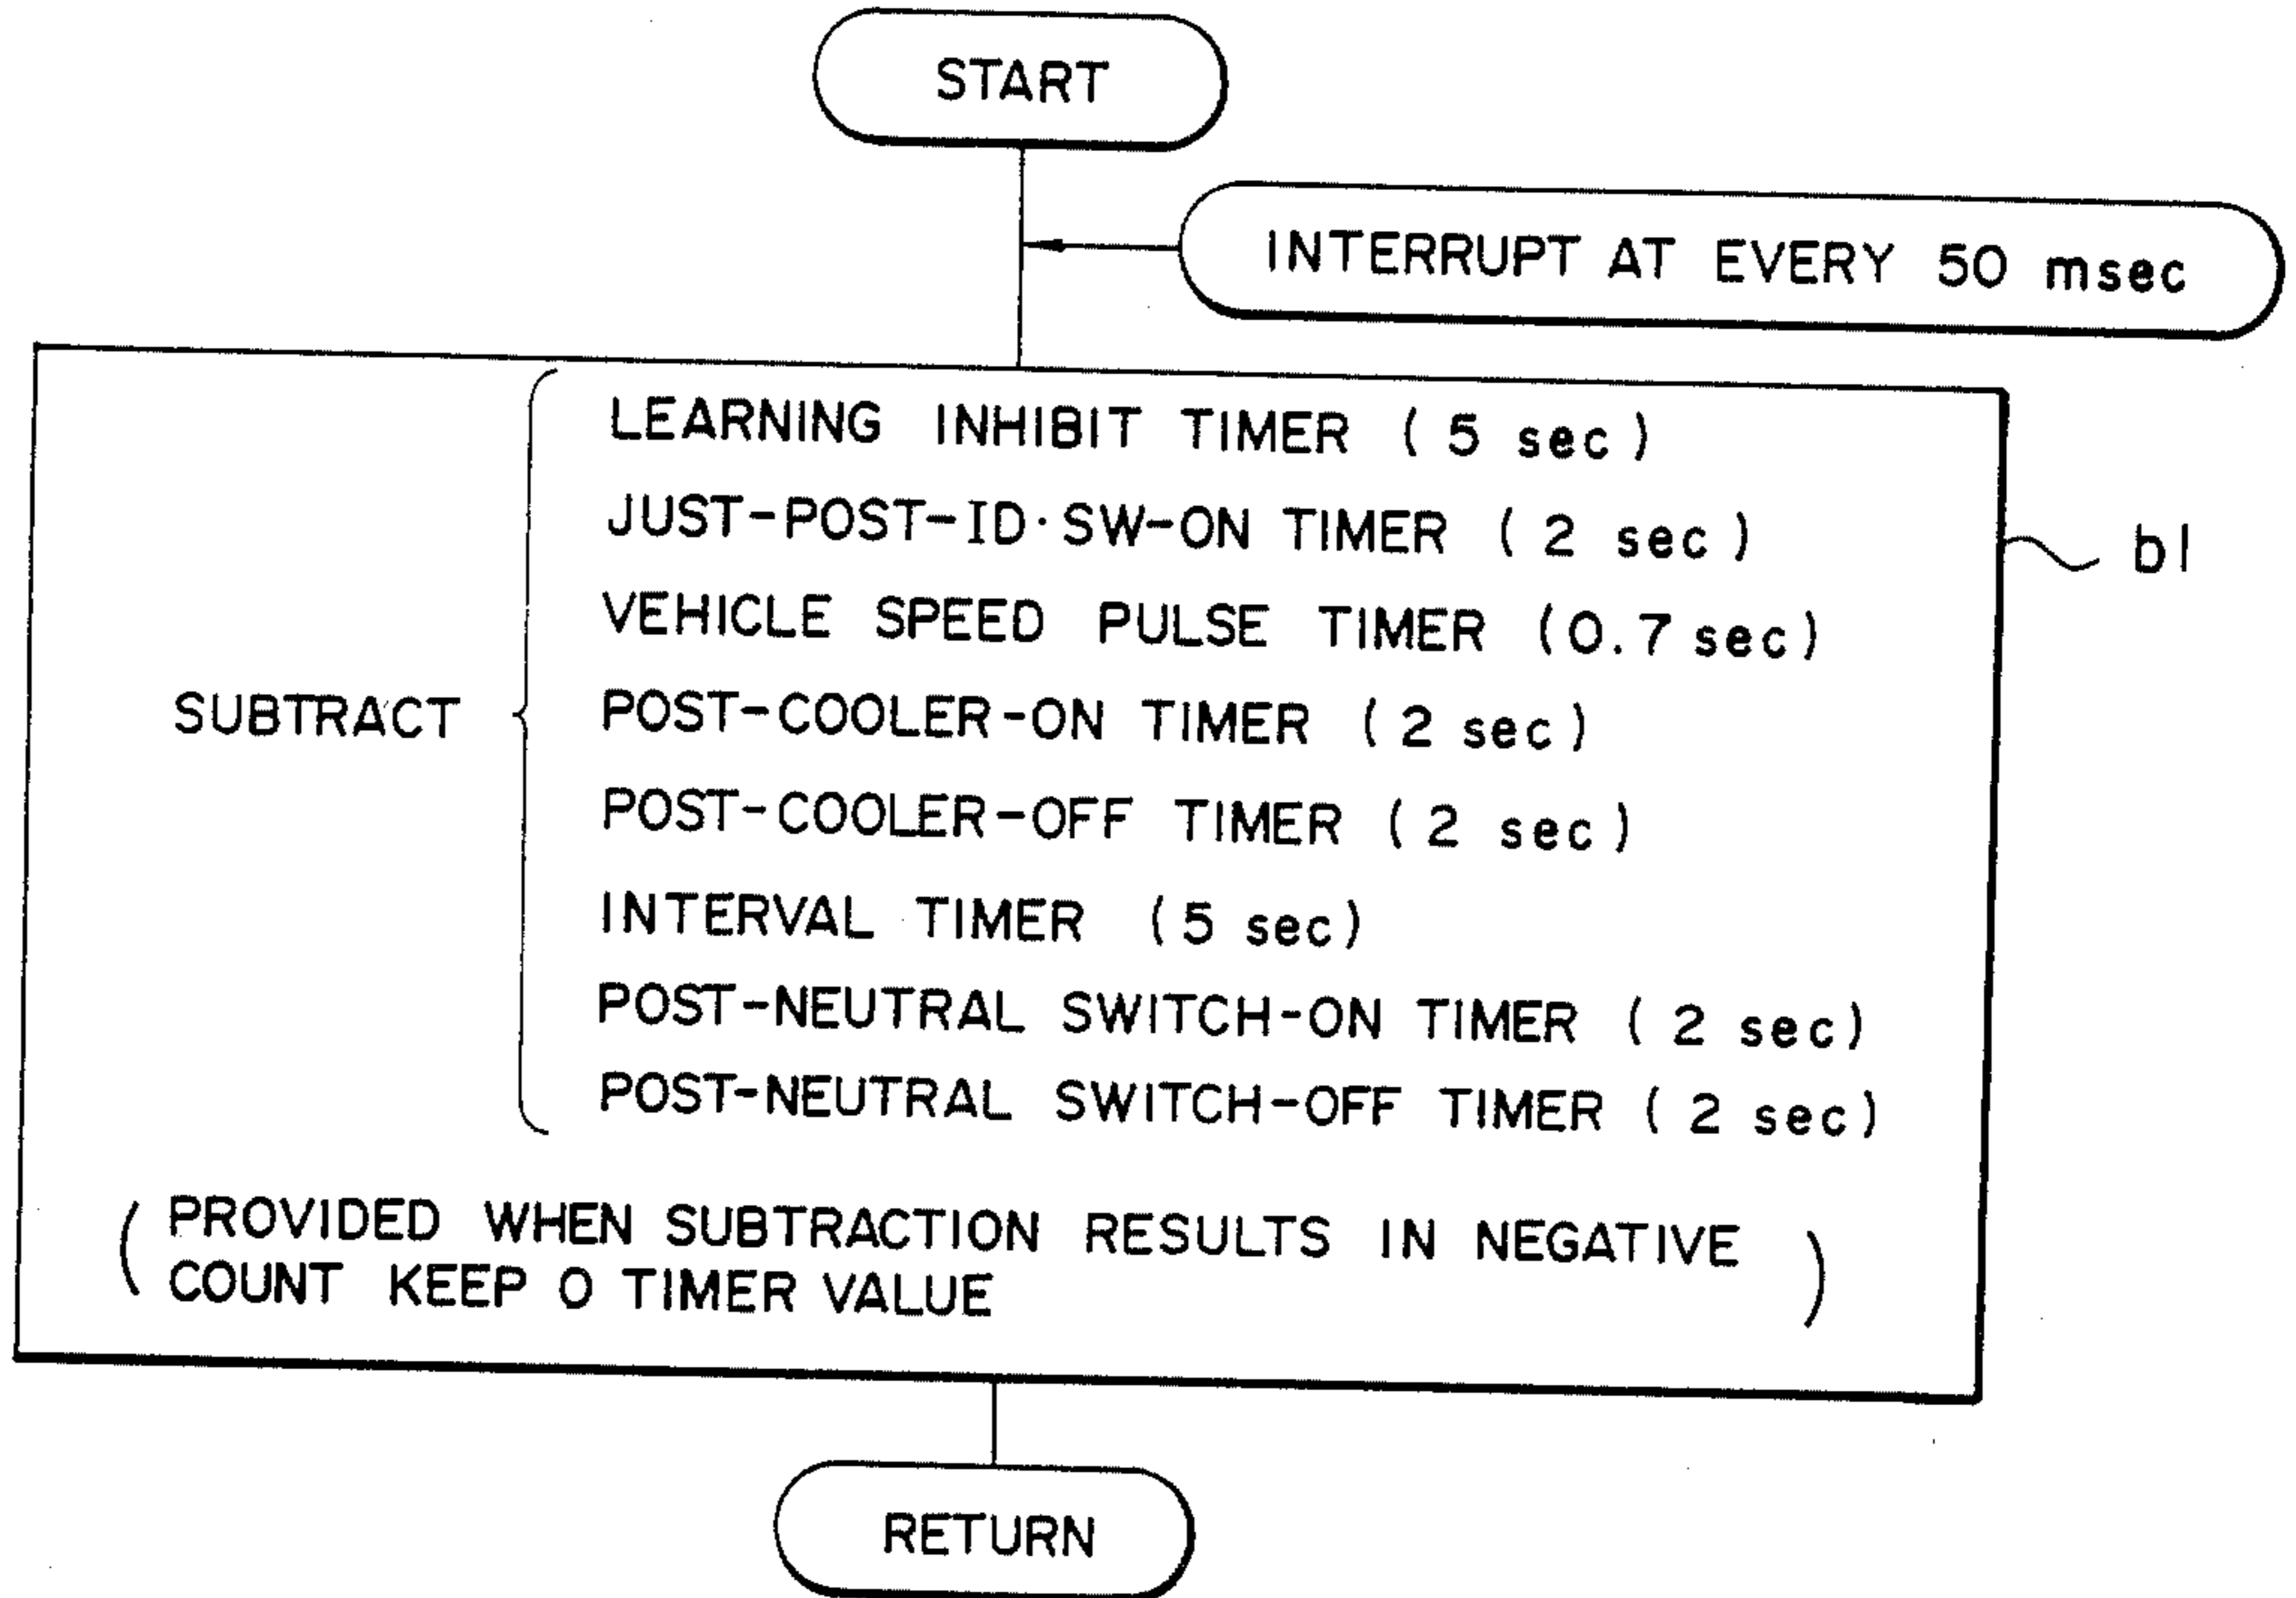 START
INTERRUPT AT EVERY 50 msec
LEARNING INHIBIT TIMER (5 sec)
JUST-POST-ID·SW-ON TIMER (2 sec)
b1
VEHICLE SPEED PULSE TIMER (0.7 sec)
SUBTRACT
POST-COOLER-ON TIMER (2 sec)
POST-COOLER-OFF TIMER (2 sec)
INTERVAL TIMER (5 sec)
POST-NEUTRAL SWITCH-ON TIMER (2 sec)
POST-NEUTRAL SWITCH-OFF TIMER (2 sec)
(PROVIDED WHEN SUBTRACTION RESULTS IN NEGATIVE
COUNT KEEP 0 TIMER VALUE)
RETURN